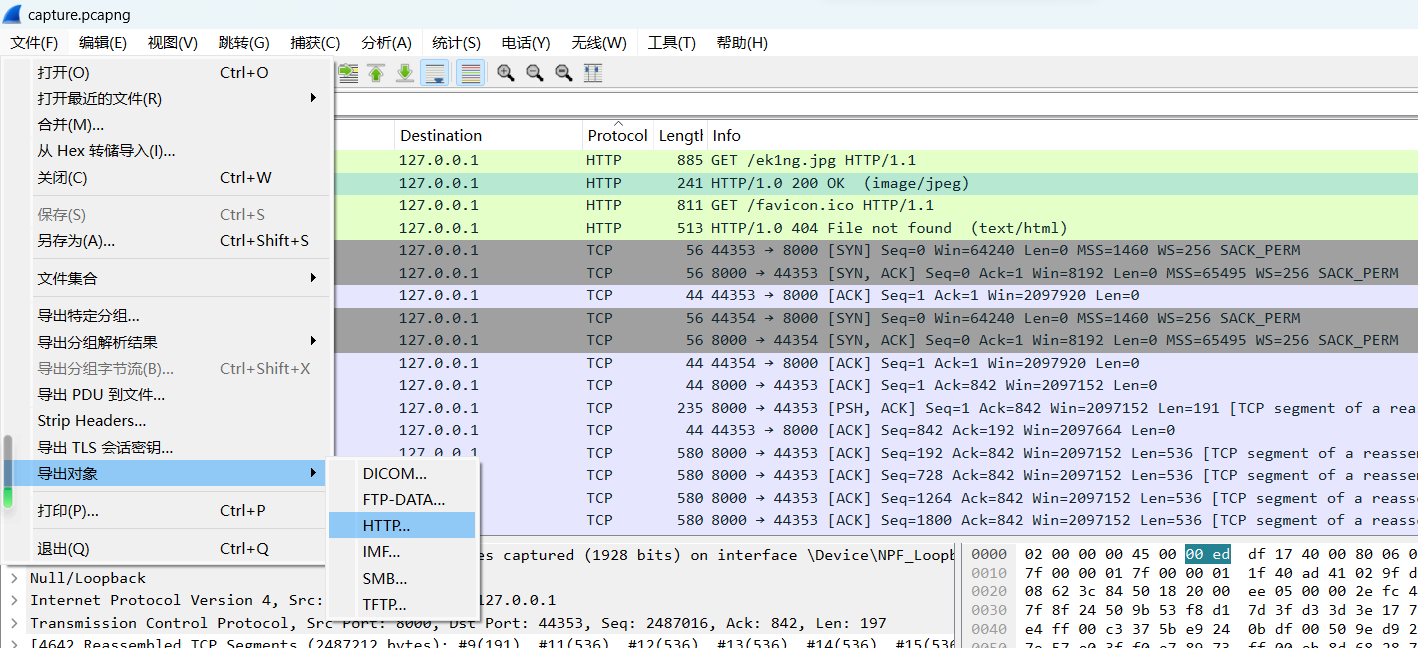 capture.pcapng
文件(F) 编辑(E) 视图(V) 跳转(G) 捕获(C) 分析(A) 统计(S) 电话(Y) 无线(W) 工具(T) 帮助(H)
打开(O) Ctrl+O
打开最近的文件(R)
合并(M)...
从 Hex 转储导入(I)...
关闭(C) Ctrl+W
保存(S) Ctrl+S
另存为(A)... Ctrl+Shift+S
文件集合
导出特定分组...
导出分组解析结果
导出分组字节流(B)... Ctrl+Shift+X
导出 PDU 到文件...
Strip Headers...
导出 TLS 会话密钥...
导出对象
打印(P)... Ctrl+P
退出(Q) Ctrl+Q
DICOM...
FTP-DATA...
HTTP...
IMF...
SMB...
TFTP...
Destination Protocol Length Info
127.0.0.1 HTTP 885 GET /ek1ng.jpg HTTP/1.1
127.0.0.1 HTTP 241 HTTP/1.0 200 OK (image/jpeg)
127.0.0.1 HTTP 811 GET /favicon.ico HTTP/1.1
127.0.0.1 HTTP 513 HTTP/1.0 404 File not found (text/html)
127.0.0.1 TCP 56 44353 → 8000 [SYN] Seq=0 Win=64240 Len=0 MSS=1460 WS=256 SACK_PERM
127.0.0.1 TCP 56 8000 → 44353 [SYN, ACK] Seq=0 Ack=1 Win=8192 Len=0 MSS=65495 WS=256 SACK_PERM
127.0.0.1 TCP 44 44353 → 8000 [ACK] Seq=1 Ack=1 Win=2097920 Len=0
127.0.0.1 TCP 56 44354 → 8000 [SYN] Seq=0 Win=64240 Len=0 MSS=1460 WS=256 SACK_PERM
127.0.0.1 TCP 56 8000 → 44354 [SYN, ACK] Seq=0 Ack=1 Win=8192 Len=0 MSS=65495 WS=256 SACK_PERM
127.0.0.1 TCP 44 44354 → 8000 [ACK] Seq=1 Ack=1 Win=2097920 Len=0
127.0.0.1 TCP 44 8000 → 44353 [ACK] Seq=1 Ack=842 Win=2097152 Len=0
127.0.0.1 TCP 235 8000 → 44353 [PSH, ACK] Seq=1 Ack=842 Win=2097152 Len=191 [TCP segment of a rea
127.0.0.1 TCP 44 44353 → 8000 [ACK] Seq=842 Ack=192 Win=2097664 Len=0
127.0.0.1 TCP 580 8000 → 44353 [ACK] Seq=192 Ack=842 Win=2097152 Len=536 [TCP segment of a reasse
TCP 580 8000 → 44353 [ACK] Seq=728 Ack=842 Win=2097152 Len=536 [TCP segment of a reasse
TCP 580 8000 → 44353 [ACK] Seq=1264 Ack=842 Win=2097152 Len=536 [TCP segment of a reass
TCP 580 8000 → 44353 [ACK] Seq=1800 Ack=842 Win=2097152 Len=536 [TCP segment of a reass
es captured (1928 bits) on interface \Device\NPF_Loopb
Null/Loopback
Internet Protocol Version 4, Src: 127.0.0.1
Transmission Control Protocol, Src Port: 8000, Dst Port: 44353, Seq: 2487016, Ack: 842, Len: 197
[4642 Reassembled TCP Segments (2487212 bytes): #9(191), #11(536), #12(536), #13(536), #14(536), #15(536
0000 02 00 00 00 45 00 00 ed df 17 40 00 80 06 0
0010 7f 00 00 01 7f 00 00 01 1f 40 ad 41 02 9f d
0020 08 62 3c 84 50 18 20 00 ee 05 00 00 2e fc 4
0030 7f 8f 24 50 9b 53 f8 d1 7d 3f d3 3d 3e 17 7
0040 e4 ff 00 c3 37 5b e9 24 0b df 00 50 9e d9 2